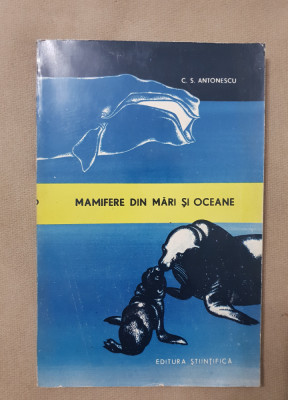 C. S. ANTONESCU
MAMIFERE DIN MĂRI ȘI OCEANE
EDITURA ȘTIINȚIFICĂ